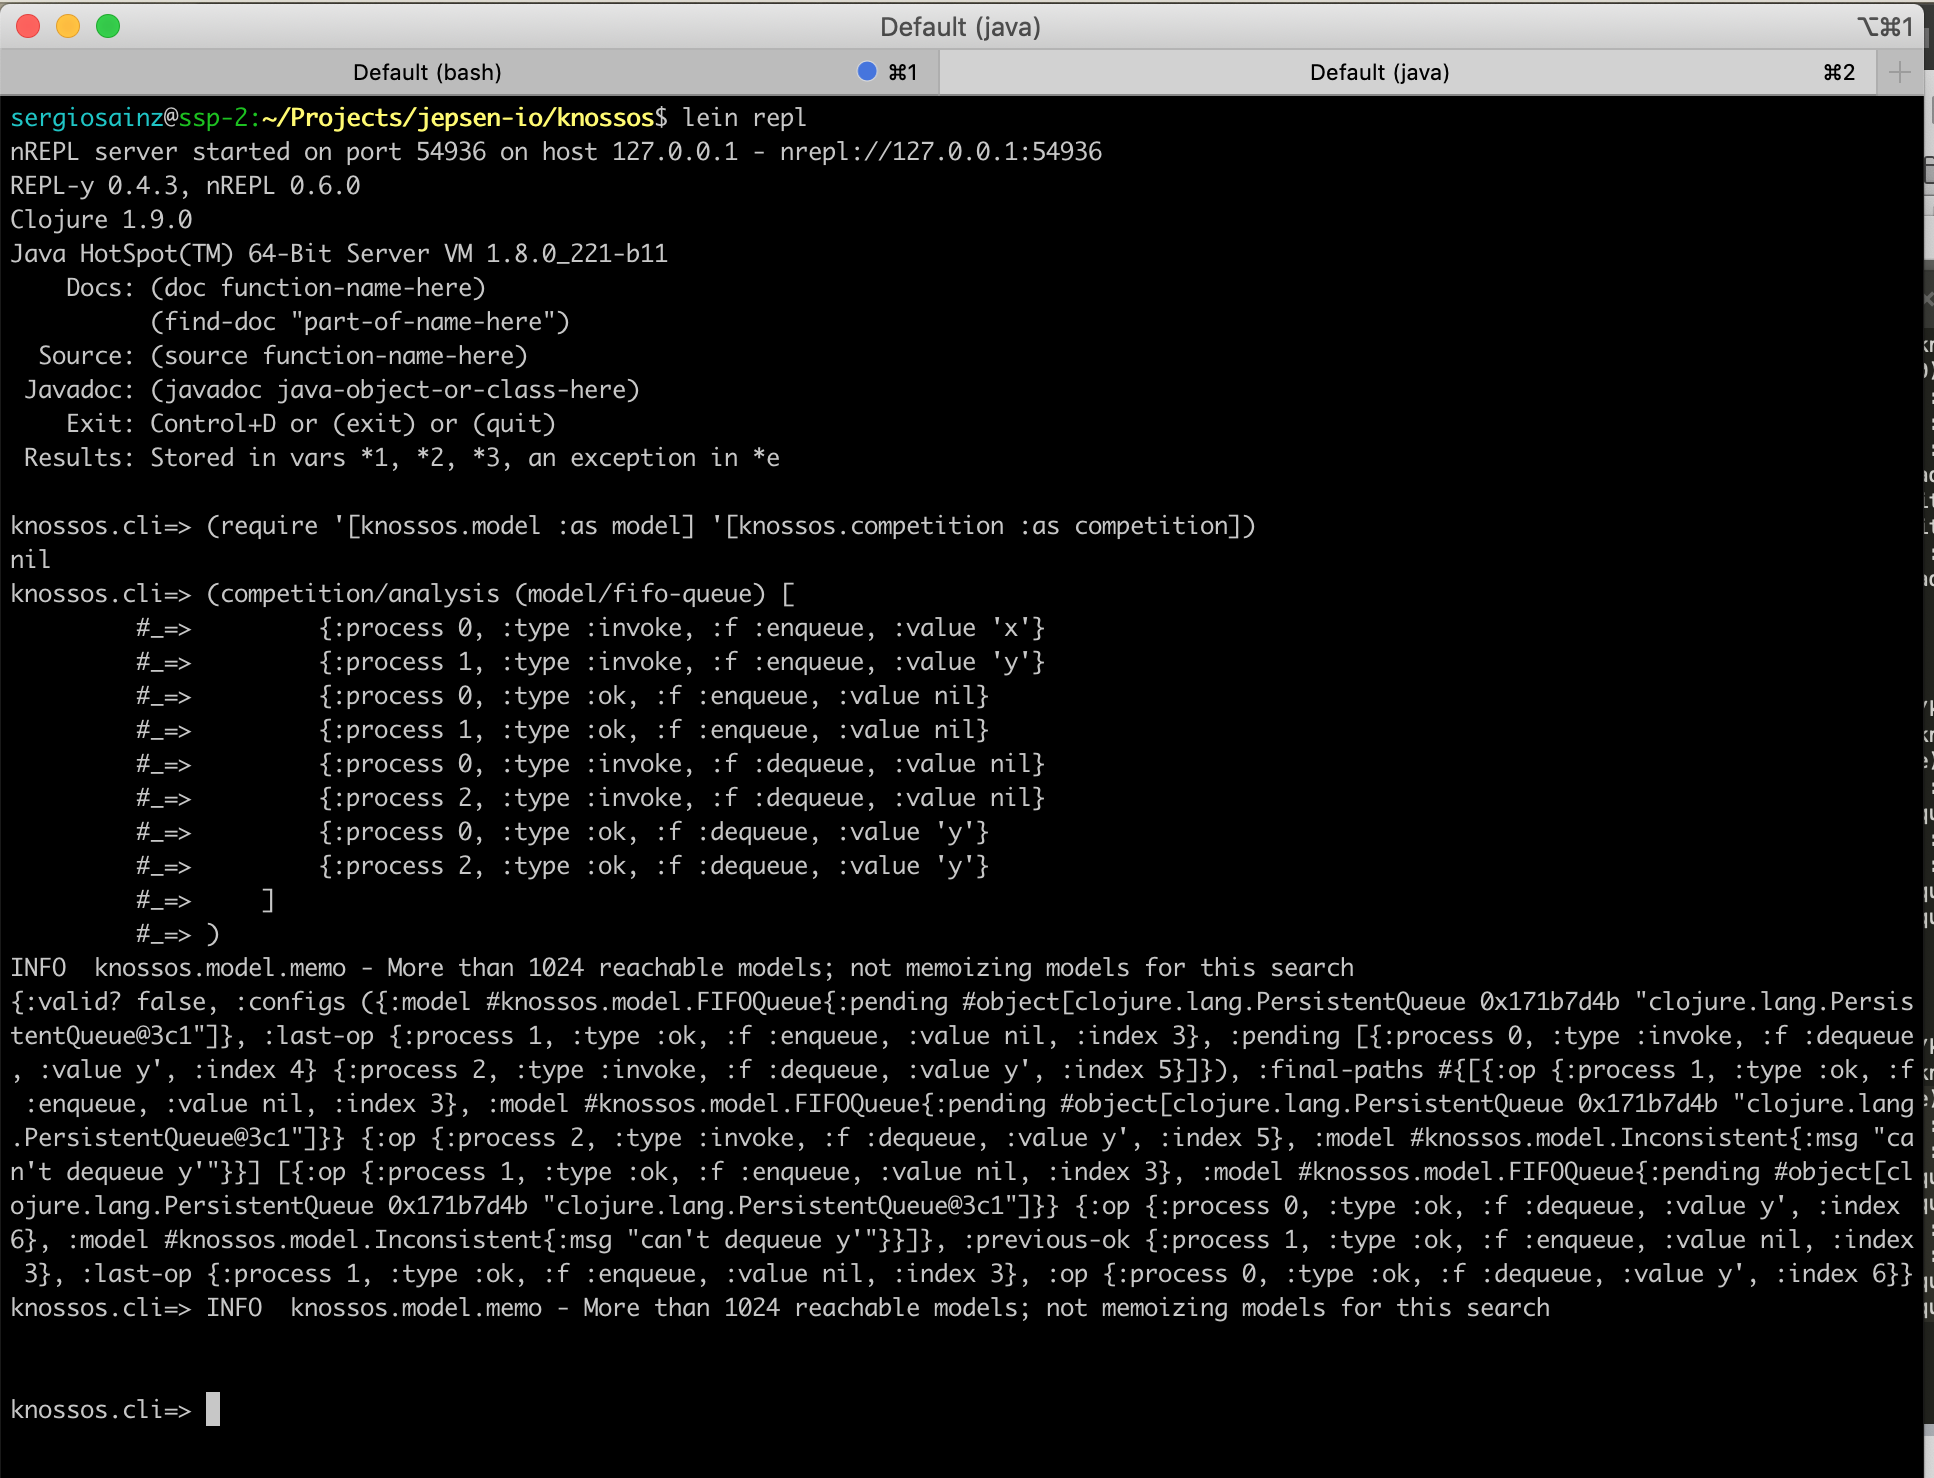 Default (java)
⌥⌘1
Default (bash) ⌘1 Default (java) ⌘2 +
sergiosainz@ssp-2:~/Projects/jepsen-io/knossos$ lein repl
nREPL server started on port 54936 on host 127.0.0.1 - nrepl://127.0.0.1:54936
REPL-y 0.4.3, nREPL 0.6.0
Clojure 1.9.0
Java HotSpot(TM) 64-Bit Server VM 1.8.0_221-b11
    Docs: (doc function-name-here)
          (find-doc "part-of-name-here")
  Source: (source function-name-here)
 Javadoc: (javadoc java-object-or-class-here)
    Exit: Control+D or (exit) or (quit)
 Results: Stored in vars *1, *2, *3, an exception in *e
knossos.cli=> (require '[knossos.model :as model] '[knossos.competition :as competition])
nil
knossos.cli=> (competition/analysis (model/fifo-queue) [
         #_=>         {:process 0, :type :invoke, :f :enqueue, :value 'x'}
         #_=>         {:process 1, :type :invoke, :f :enqueue, :value 'y'}
         #_=>         {:process 0, :type :ok, :f :enqueue, :value nil}
         #_=>         {:process 1, :type :ok, :f :enqueue, :value nil}
         #_=>         {:process 0, :type :invoke, :f :dequeue, :value nil}
         #_=>         {:process 2, :type :invoke, :f :dequeue, :value nil}
         #_=>         {:process 0, :type :ok, :f :dequeue, :value 'y'}
         #_=>         {:process 2, :type :ok, :f :dequeue, :value 'y'}
         #_=>     ]
         #_=> )
INFO  knossos.model.memo - More than 1024 reachable models; not memoizing models for this search
{:valid? false, :configs ({:model #knossos.model.FIFOQueue{:pending #object[clojure.lang.PersistentQueue 0x171b7d4b "clojure.lang.Persis
tentQueue@3c1"]}, :last-op {:process 1, :type :ok, :f :enqueue, :value nil, :index 3}, :pending [{:process 0, :type :invoke, :f :dequeue
, :value y', :index 4} {:process 2, :type :invoke, :f :dequeue, :value y', :index 5}]}), :final-paths #{[{:op {:process 1, :type :ok, :f
 :enqueue, :value nil, :index 3}, :model #knossos.model.FIFOQueue{:pending #object[clojure.lang.PersistentQueue 0x171b7d4b "clojure.lang
.PersistentQueue@3c1"]}} {:op {:process 2, :type :invoke, :f :dequeue, :value y', :index 5}, :model #knossos.model.Inconsistent{:msg "ca
n't dequeue y'"}}] [{:op {:process 1, :type :ok, :f :enqueue, :value nil, :index 3}, :model #knossos.model.FIFOQueue{:pending #object[cl
ojure.lang.PersistentQueue 0x171b7d4b "clojure.lang.PersistentQueue@3c1"]}} {:op {:process 0, :type :ok, :f :dequeue, :value y', :index
6}, :model #knossos.model.Inconsistent{:msg "can't dequeue y'"}}]}, :previous-ok {:process 1, :type :ok, :f :enqueue, :value nil, :index
 3}, :last-op {:process 1, :type :ok, :f :enqueue, :value nil, :index 3}, :op {:process 0, :type :ok, :f :dequeue, :value y', :index 6}}
knossos.cli=> INFO  knossos.model.memo - More than 1024 reachable models; not memoizing models for this search
knossos.cli=>